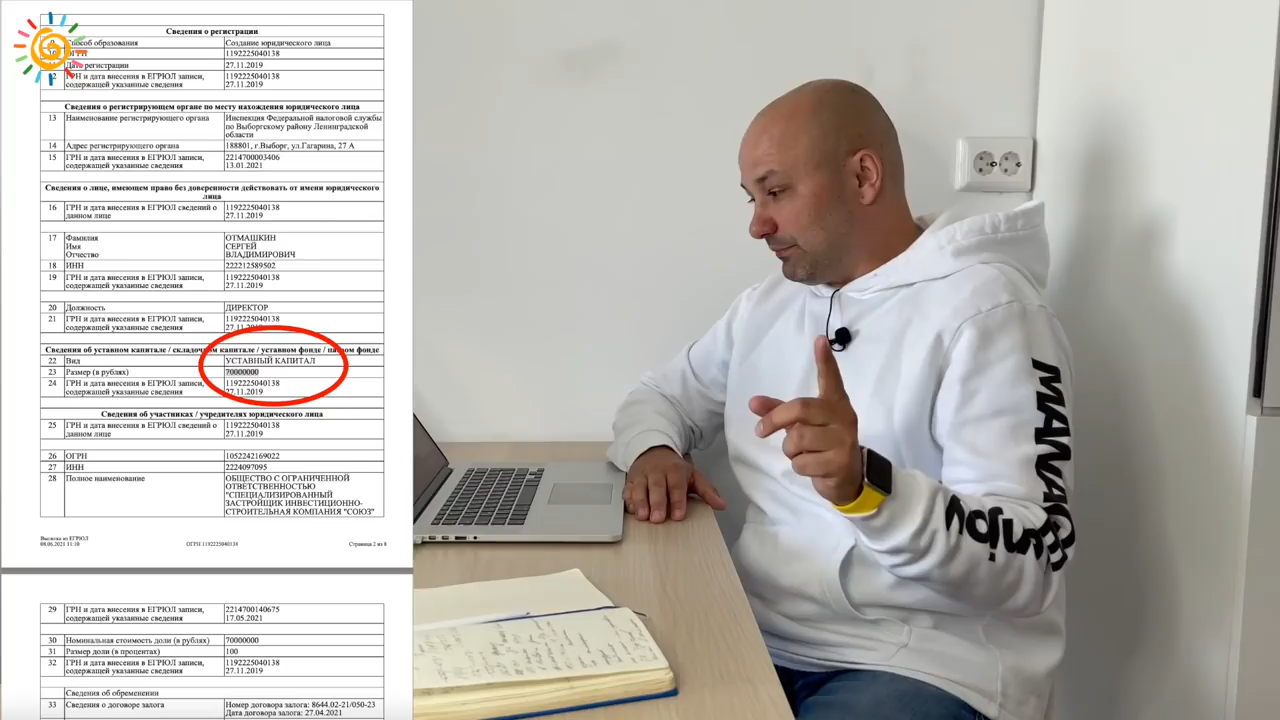 Сведения о регистрации
Способ образования Создание юридического лица
1192225040138
Дата регистрации 27.11.2019
ГРН и дата внесения в ЕГРЮЛ записи, 1192225040138
содержащей указанные сведения 27.11.2019
Сведения о регистрирующем органе по месту нахождения юридического лица
13 Наименование регистрирующего органа Инспекция Федеральной налоговой службы
по Выборгскому району Ленинградской
области
14 Адрес регистрирующего органа 188801, г.Выборг, ул.Гагарина, 27 А
15 ГРН и дата внесения в ЕГРЮЛ записи, 2214700003406
содержащей указанные сведения 13.01.2021
Сведения о лице, имеющем право без доверенности действовать от имени юридического
лица
16 ГРН и дата внесения в ЕГРЮЛ сведений о 1192225040138
данном лице 27.11.2019
17 Фамилия ОТМАШКИН
Имя СЕРГЕЙ
Отчество ВЛАДИМИРОВИЧ
18 ИНН 222212589502
19 ГРН и дата внесения в ЕГРЮЛ записи, 1192225040138
содержащей указанные сведения 27.11.2019
20 Должность ДИРЕКТОР
21 ГРН и дата внесения в ЕГРЮЛ записи, 1192225040138
содержащей указанные сведения 27.11.2019
Сведения об уставном капитале / складочном капитале / уставном фонде / паевом фонде
22 Вид УСТАВНЫЙ КАПИТАЛ
23 Размер (в рублях) 70000000
24 ГРН и дата внесения в ЕГРЮЛ записи, 1192225040138
содержащей указанные сведения 27.11.2019
Сведения об участниках / учредителях юридического лица
25 ГРН и дата внесения в ЕГРЮЛ сведений о 1192225040138
данном лице 27.11.2019
26 ОГРН 1052242169022
27 ИНН 2224097095
28 Полное наименование ОБЩЕСТВО С ОГРАНИЧЕННОЙ
ОТВЕТСТВЕННОСТЬЮ
"СПЕЦИАЛИЗИРОВАННЫЙ
ЗАСТРОЙЩИК ИНВЕСТИЦИОННО-
СТРОИТЕЛЬНАЯ КОМПАНИЯ "СОЮЗ"
Выписка из ЕГРЮЛ
08.06.2021 11:10 ОГРН 1192225040138 Страница 2 из 8
29 ГРН и дата внесения в ЕГРЮЛ записи, 2214700140675
содержащей указанные сведения 17.05.2021
30 Номинальная стоимость доли (в рублях) 70000000
31 Размер доли (в процентах) 100
32 ГРН и дата внесения в ЕГРЮЛ записи, 1192225040138
содержащей указанные сведения 27.11.2019
Сведения об обременении
33 Сведения о договоре залога Номер договора залога: 8644.02-21/050-23
Дата договора залога: 27.04.2021